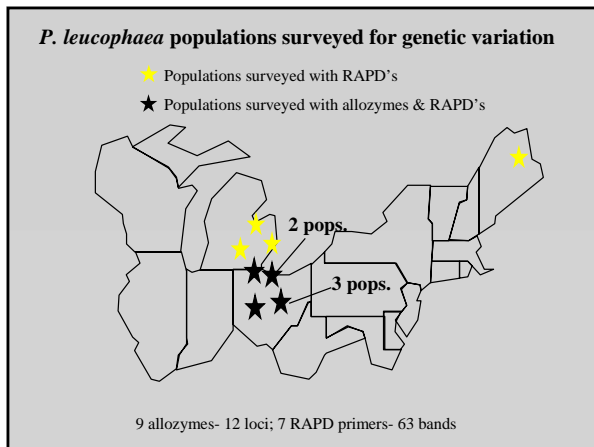 P. leucophaea populations surveyed for genetic variation
Populations surveyed with RAPD's
Populations surveyed with allozymes & RAPD's
2 pops.
3 pops.
9 allozymes- 12 loci; 7 RAPD primers- 63 bands